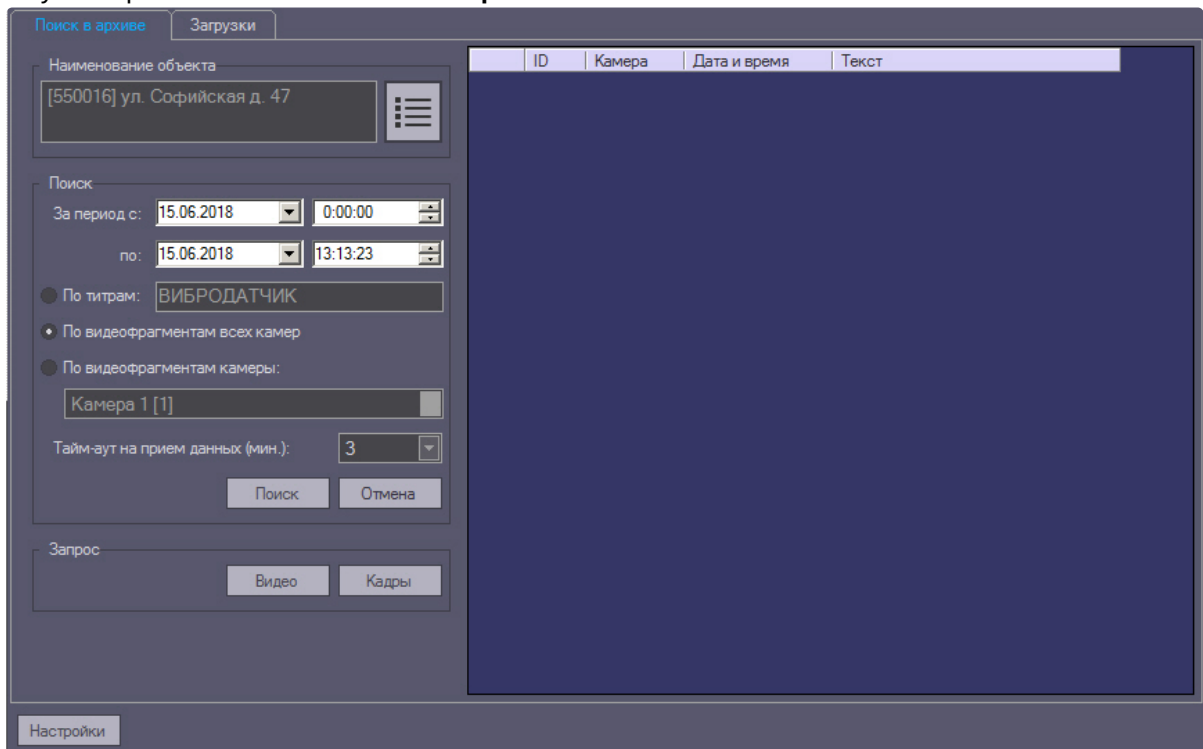 Поиск в архиве Загрузки
Наименование объекта
[550016] ул. Софийская д. 47
Поиск
За период с: 15.06.2018 0:00:00
по: 15.06.2018 13:13:23
По титрам: ВИБРОДАТЧИК
По видеофрагментам всех камер
По видеофрагментам камеры:
Камера 1 [1]
Тайм-аут на прием данных (мин.): 3
Поиск Отмена
Запрос
Видео Кадры
ID Камера Дата и время Текст
Настройки